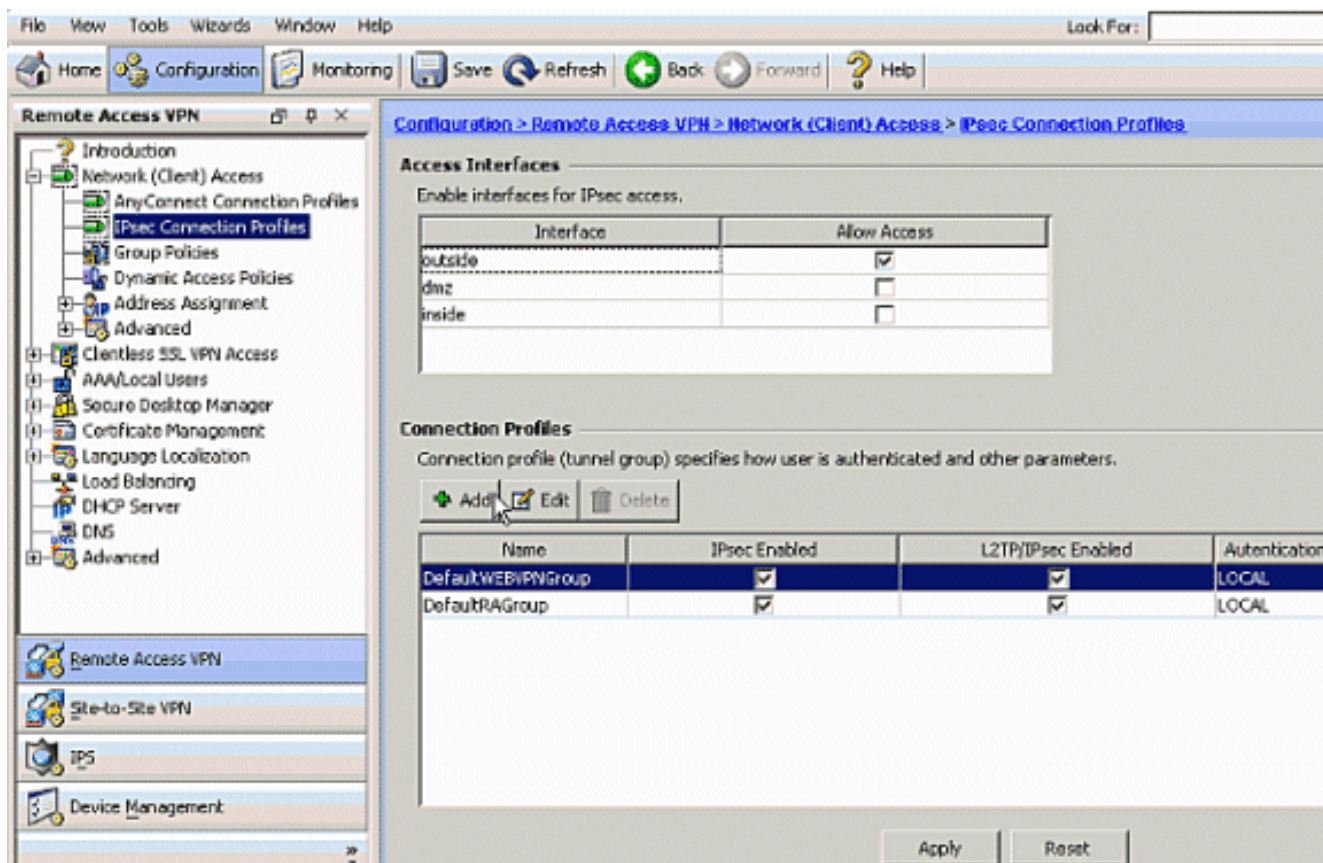 File View Tools Wizards Window Help Look For:
Home Configuration Monitoring Save Refresh Back Forward Help
Remote Access VPN
Introduction
Network (Client) Access
AnyConnect Connection Profiles
IPsec Connection Profiles
Group Policies
Dynamic Access Policies
Address Assignment
Advanced
Clientless SSL VPN Access
AAA/Local Users
Secure Desktop Manager
Certificate Management
Language Localization
Load Balancing
DHCP Server
DNS
Advanced
Remote Access VPN
Site-to-Site VPN
IPS
Device Management
Configuration > Remote Access VPN > Network (Client) Access > IPsec Connection Profiles
Access Interfaces
Enable interfaces for IPsec access.
Interface Allow Access
outside
dmz
inside
Connection Profiles
Connection profile (tunnel group) specifies how user is authenticated and other parameters.
Add Edit Delete
Name IPsec Enabled L2TP/IPsec Enabled Autentication
DefaultWEBVPNGroup LOCAL
DefaultRAGroup LOCAL
Apply Reset